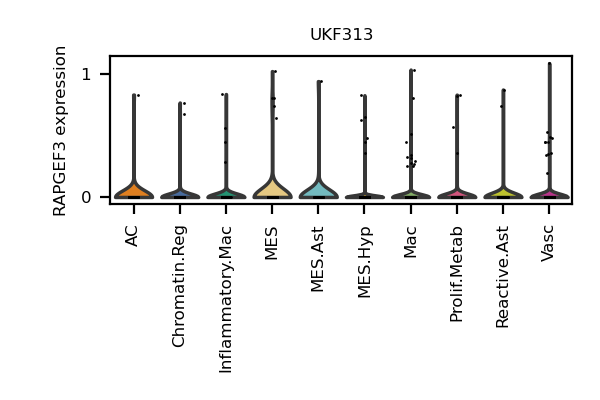 UKF313
RAPGEF3 expression
1
0
AC
Chromatin.Reg
Inflammatory.Mac
MES
MES.Ast
MES.Hyp
Mac
Prolif.Metab
Reactive.Ast
Vasc